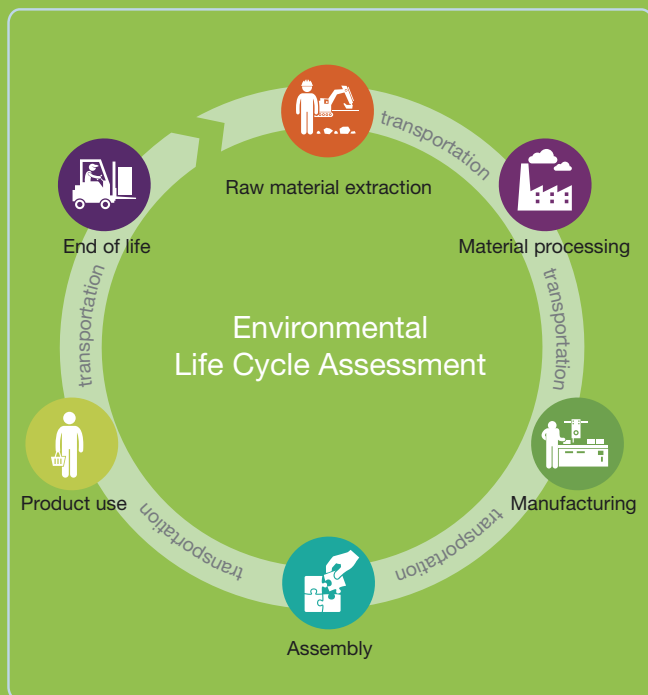 Raw material extraction
transportation
Material processing
transportation
Manufacturing
transportation
Assembly
transportation
Product use
transportation
End of life
Environmental
Life Cycle Assessment